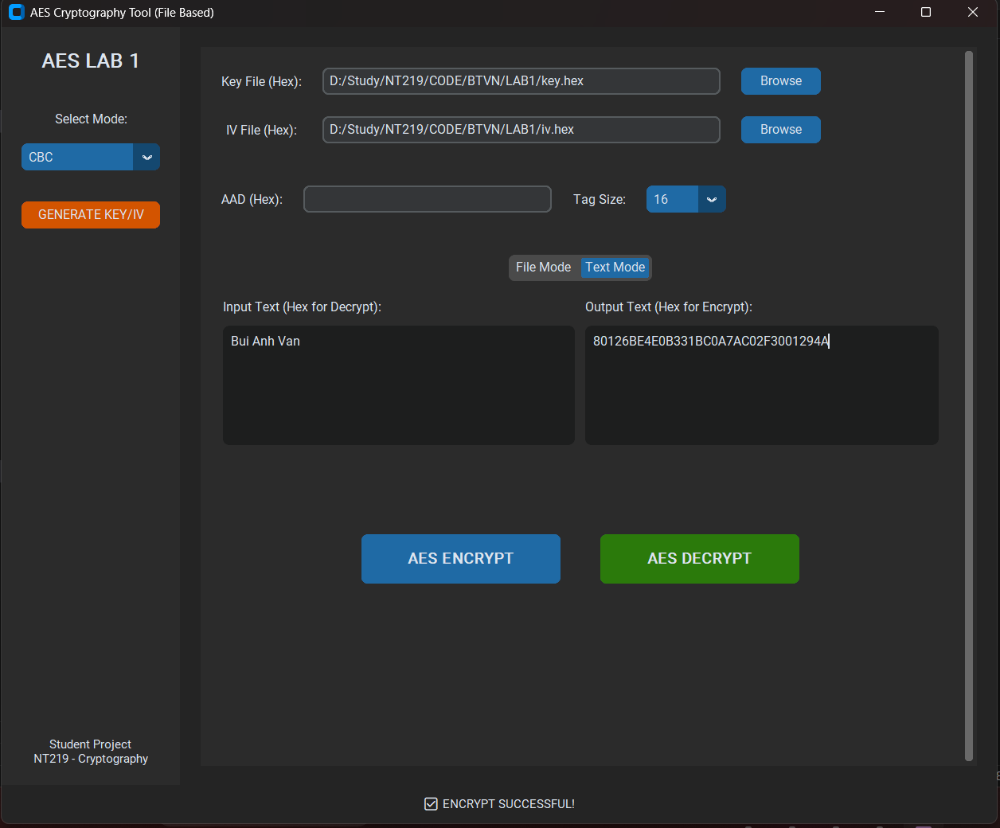 AES Cryptography Tool (File Based)
AES LAB 1
Select Mode:
CBC
GENERATE KEY/IV
Student Project
NT219 - Cryptography
Key File (Hex):
D:/Study/NT219/CODE/BTVN/LAB1/key.hex
Browse
IV File (Hex):
D:/Study/NT219/CODE/BTVN/LAB1/iv.hex
Browse
AAD (Hex):
Tag Size:
16
File Mode
Text Mode
Input Text (Hex for Decrypt):
Output Text (Hex for Encrypt):
Bui Anh Van
80126BE4E0B331BC0A7AC02F3001294A
AES ENCRYPT
AES DECRYPT
ENCRYPT SUCCESSFUL!